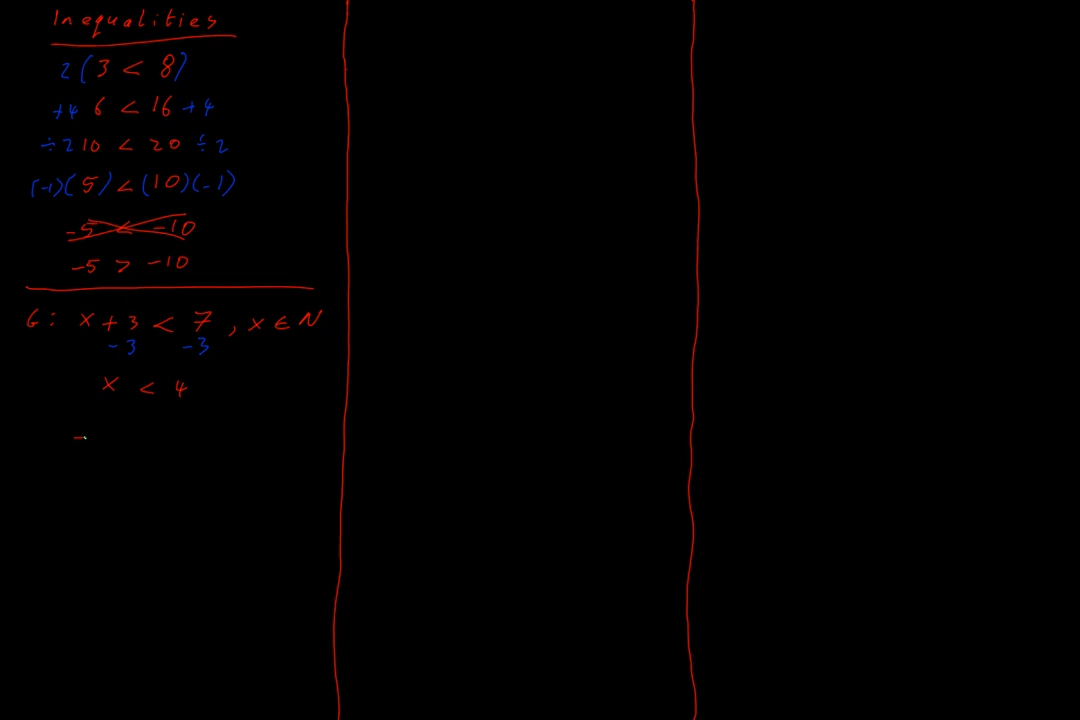 Inequalities
2(3 < 8)
+4 6 < 16 +4
÷2 10 < 20 ÷2
(-1)(5) < (10)(-1)
-5 < -10
-5 > -10
G: x + 3 < 7, x ∈ N
-3 -3
x < 4